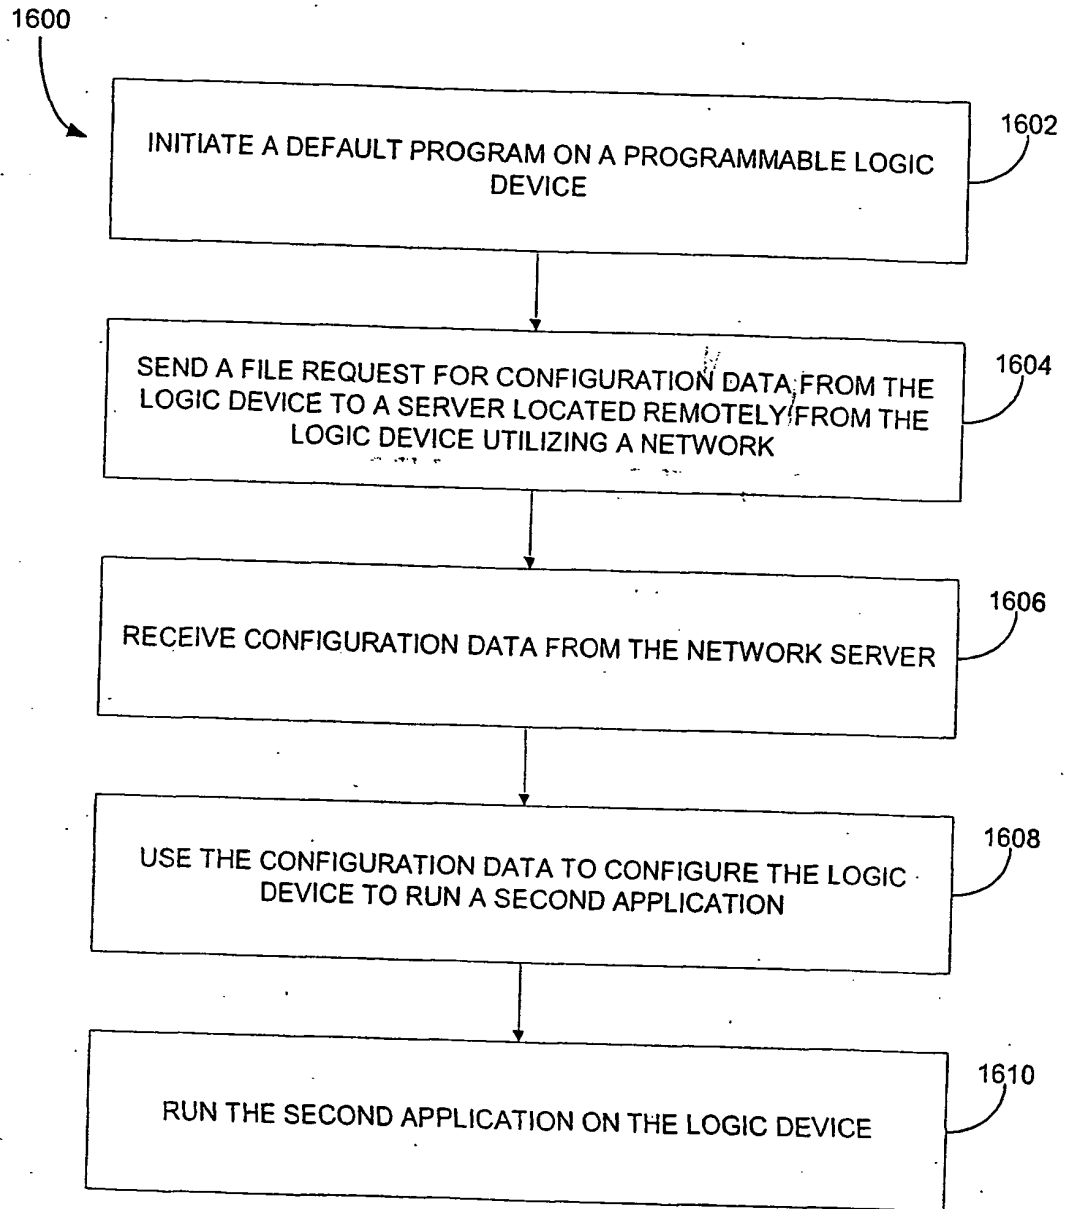 1600
1602
INITIATE A DEFAULT PROGRAM ON A PROGRAMMABLE LOGIC
DEVICE
1604
SEND A FILE REQUEST FOR CONFIGURATION DATA FROM THE
LOGIC DEVICE TO A SERVER LOCATED REMOTELY FROM THE
LOGIC DEVICE UTILIZING A NETWORK
1606
RECEIVE CONFIGURATION DATA FROM THE NETWORK SERVER
1608
USE THE CONFIGURATION DATA TO CONFIGURE THE LOGIC
DEVICE TO RUN A SECOND APPLICATION
1610
RUN THE SECOND APPLICATION ON THE LOGIC DEVICE